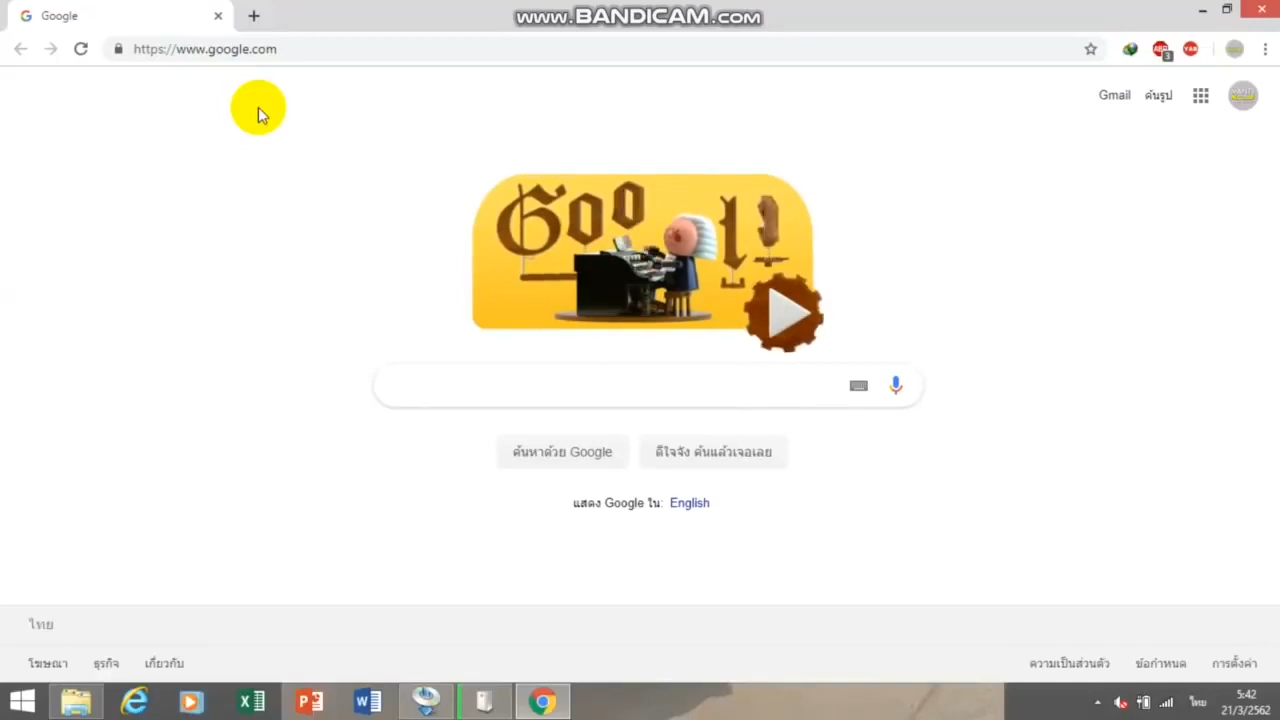 Google
www.BANDICAM.com
https://www.google.com
ABP
3
Gmail
ค้นรูป
Goo
ค้นหาด้วย Google
ดีใจจัง ค้นแล้วเจอเลย
แสดง Google ใน: English
ไทย
โฆษณา
ธุรกิจ
เกี่ยวกับ
ความเป็นส่วนตัว
ข้อกำหนด
การตั้งค่า
ไทย
5:42
21/3/2562